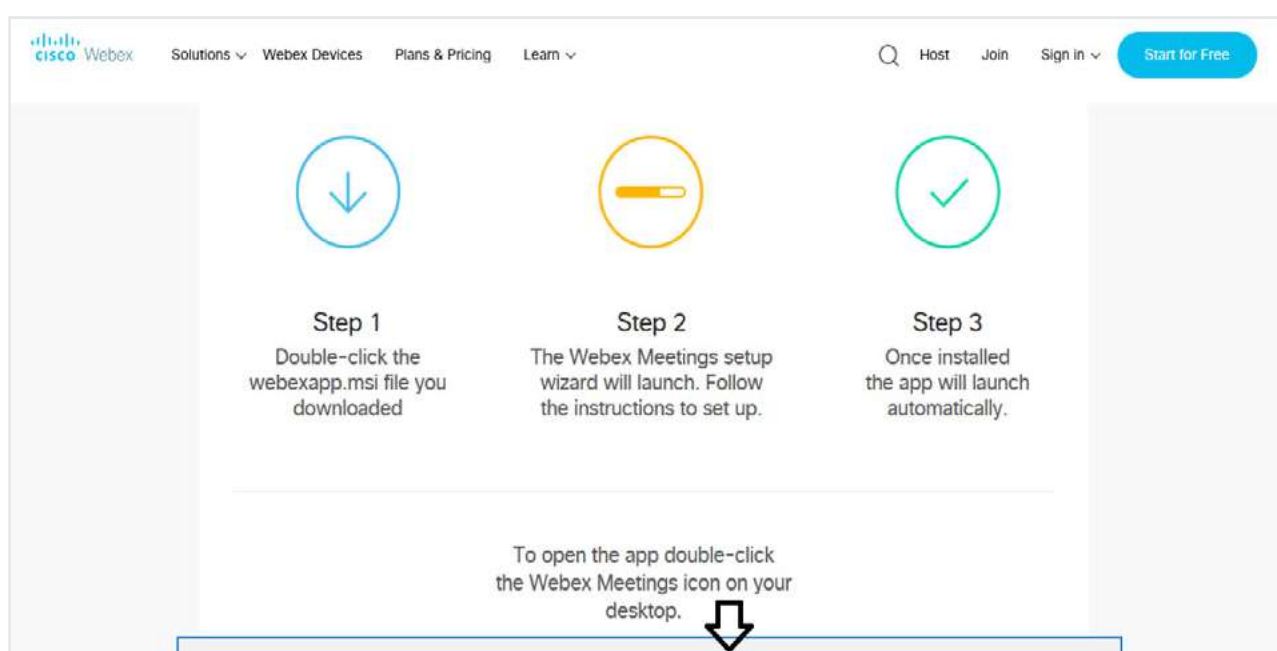 cisco Webex Solutions Webex Devices Plans & Pricing Learn Host Join Sign in Start for Free
Step 1
Double-click the
webexapp.msi file you
downloaded
Step 2
The Webex Meetings setup
wizard will launch. Follow
the instructions to set up.
Step 3
Once installed
the app will launch
automatically.
To open the app double-click
the Webex Meetings icon on your
desktop.